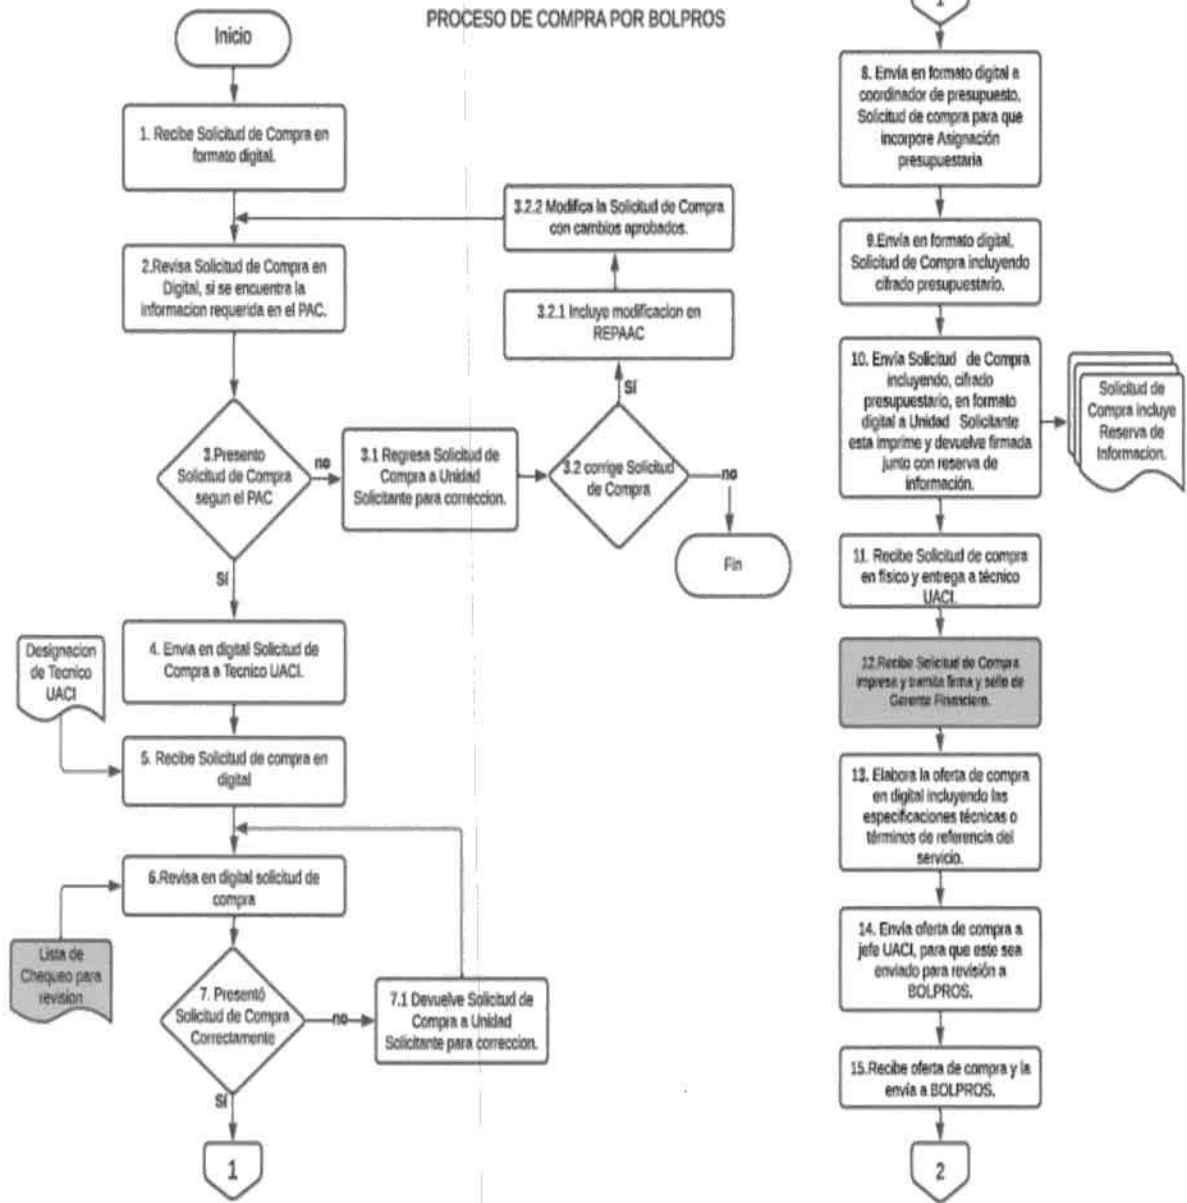 PROCESO DE COMPRA POR BOLPROS
Inicio
1. Recibe Solicitud de Compra en
formato digital.
3.2.2 Modifica la Solicitud de Compra
con cambios aprobados.
2.Revisa Solicitud de Compra en
Digital, si se encuentra la
informacion requerida en el PAC.
3.2.1 Incluye modificacion en
REPAAC
Sí
3.Presento
Solicitud de Compra
segun el PAC
no
3.1 Regresa Solicitud de
Compra a Unidad
Solicitante para correccion.
3.2 corrige Solicitud
de Compra
no
Fin
Sí
4. Envia en digital Solicitud de
Compra a Tecnico UACI.
Designacion
de Tecnico
UACI
5. Recibe Solicitud de compra en
digital
6.Revisa en digital solicitud de
compra
Lista de
Chequeo para
revision
7. Presentó
Solicitud de Compra
Correctamente
no
7.1 Devuelve Solicitud de
Compra a Unidad
Solicitante para correccion.
Sí
1
1
8. Envía en formato digital a
coordinador de presupuesto,
Solicitud de compra para que
incorpore Asignación
presupuestaria
9.Envía en formato digital,
Solicitud de Compra incluyendo
cifrado presupuestario.
10. Envía Solicitud de Compra
incluyendo, cifrado
presupuestario, en formato
digital a Unidad Solicitante
esta imprime y devuelve firmada
junto con reserva de
información.
Solicitud de
Compra incluye
Reserva de
Informacion.
11. Recibe Solicitud de compra
en físico y entrega a técnico
UACI.
12.Recibe Solicitud de Compra
impresa y tramita firma y sello de
Gerente Financiero.
13. Elabora la oferta de compra
en digital incluyendo las
especificaciones técnicas o
términos de referencia del
servicio.
14. Envía oferta de compra a
jefe UACI, para que este sea
enviado para revisión a
BOLPROS.
15.Recibe oferta de compra y la
envía a BOLPROS.
2